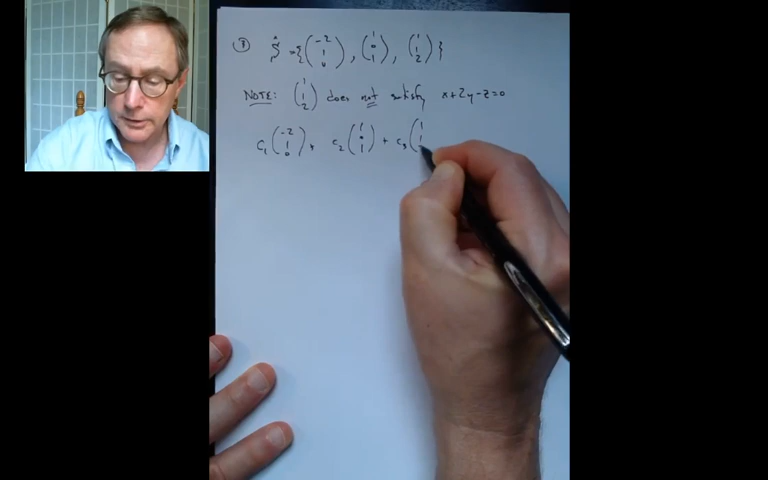 ③ Ŝ = {(-2 1 0), (1 0 1), (1 1 2)}
NOTE: (1 1 2) does not satisfy x+2y-z=0
c₁(-2 1 0) + c₂(1 0 1) + c₃(1 1